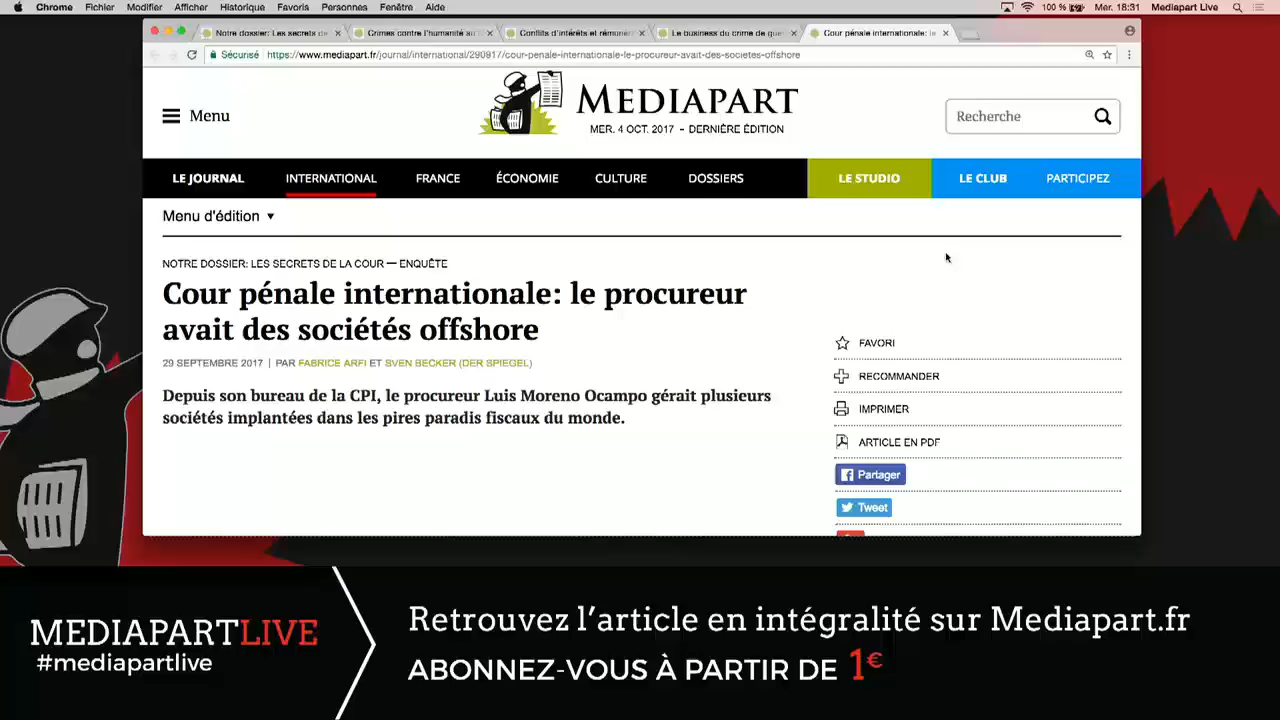 Chrome Fichier Modifier Afficher Historique Favoris Personnes Fenêtre Aide 100 % Mer. 18:31 Mediapart Live
Notre dossier: Les secrets de Crimes contre l'humanité au Conflits d'intérêts et rémunér Le business du crime de gue Cour pénale internationale: le
Sécurisé https://www.mediapart.fr/journal/international/290917/cour-penale-internationale-le-procureur-avait-des-societes-offshore
Menu
MEDIAPART
MER. 4 OCT. 2017 - DERNIÈRE ÉDITION
Recherche
LE JOURNAL INTERNATIONAL FRANCE ÉCONOMIE CULTURE DOSSIERS LE STUDIO LE CLUB PARTICIPEZ
Menu d'édition
NOTRE DOSSIER: LES SECRETS DE LA COUR — ENQUÊTE
Cour pénale internationale: le procureur
avait des sociétés offshore
29 SEPTEMBRE 2017 | PAR FABRICE ARFI ET SVEN BECKER (DER SPIEGEL)
Depuis son bureau de la CPI, le procureur Luis Moreno Ocampo gérait plusieurs
sociétés implantées dans les pires paradis fiscaux du monde.
FAVORI
RECOMMANDER
IMPRIMER
ARTICLE EN PDF
Partager
Tweet
MEDIAPARTLIVE
#mediapartlive
Retrouvez l'article en intégralité sur Mediapart.fr
ABONNEZ-VOUS À PARTIR DE 1€